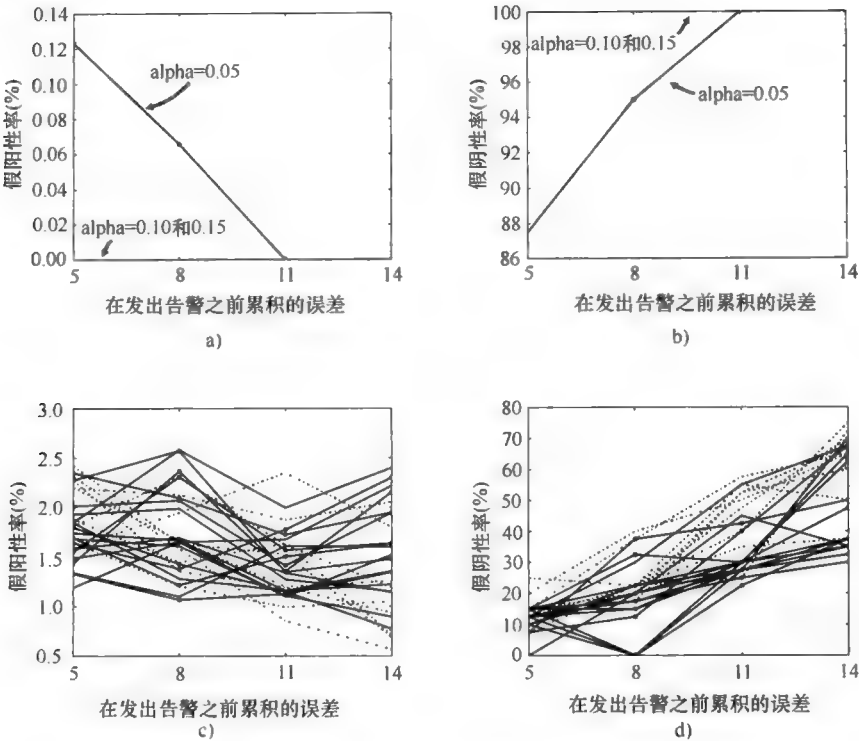 假阳性率(%)
0.14
0.12
0.10
0.08
0.06
0.04
0.02
0.00
alpha=0.05
alpha=0.10和0.15
5 8 11 14
在发出告警之前累积的误差
a)
假阴性率(%)
100
98
96
94
92
90
88
86
alpha=0.10和0.15
alpha=0.05
5 8 11 14
在发出告警之前累积的误差
b)
假阳性率(%)
3.0
2.5
2.0
1.5
1.0
0.5
5 8 11 14
在发出告警之前累积的误差
c)
假阴性率(%)
80
70
60
50
40
30
20
10
0
5 8 11 14
在发出告警之前累积的误差
d)